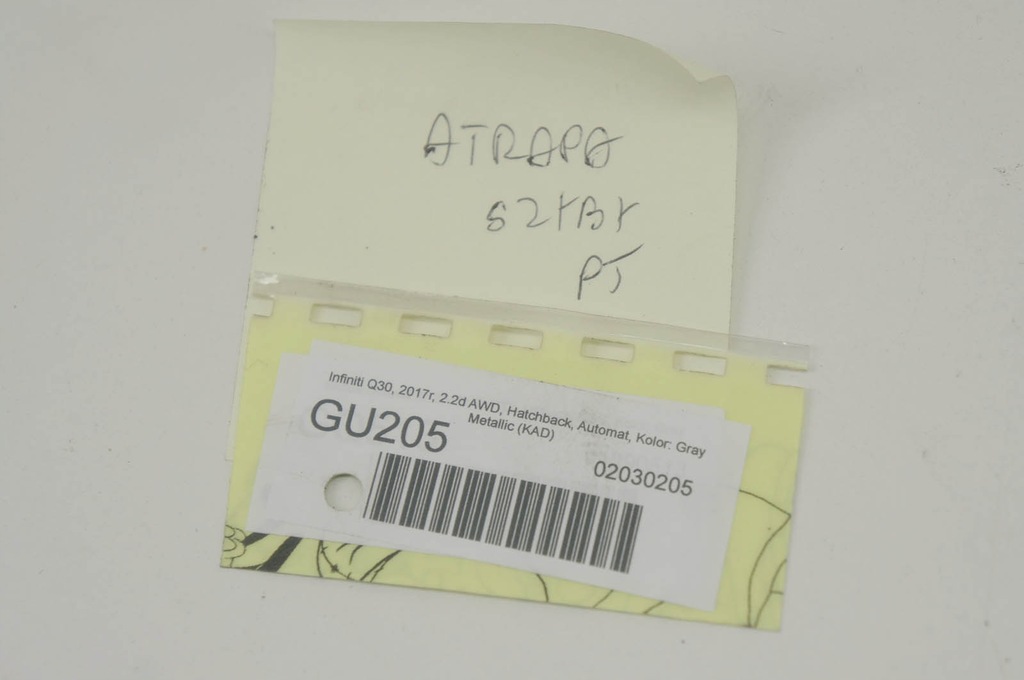 ATRAPA
SZYBY
PT
Infiniti Q30, 2017r, 2.2d AWD, Hatchback, Automat, Kolor: Gray
Metallic (KAD)
GU205
02030205